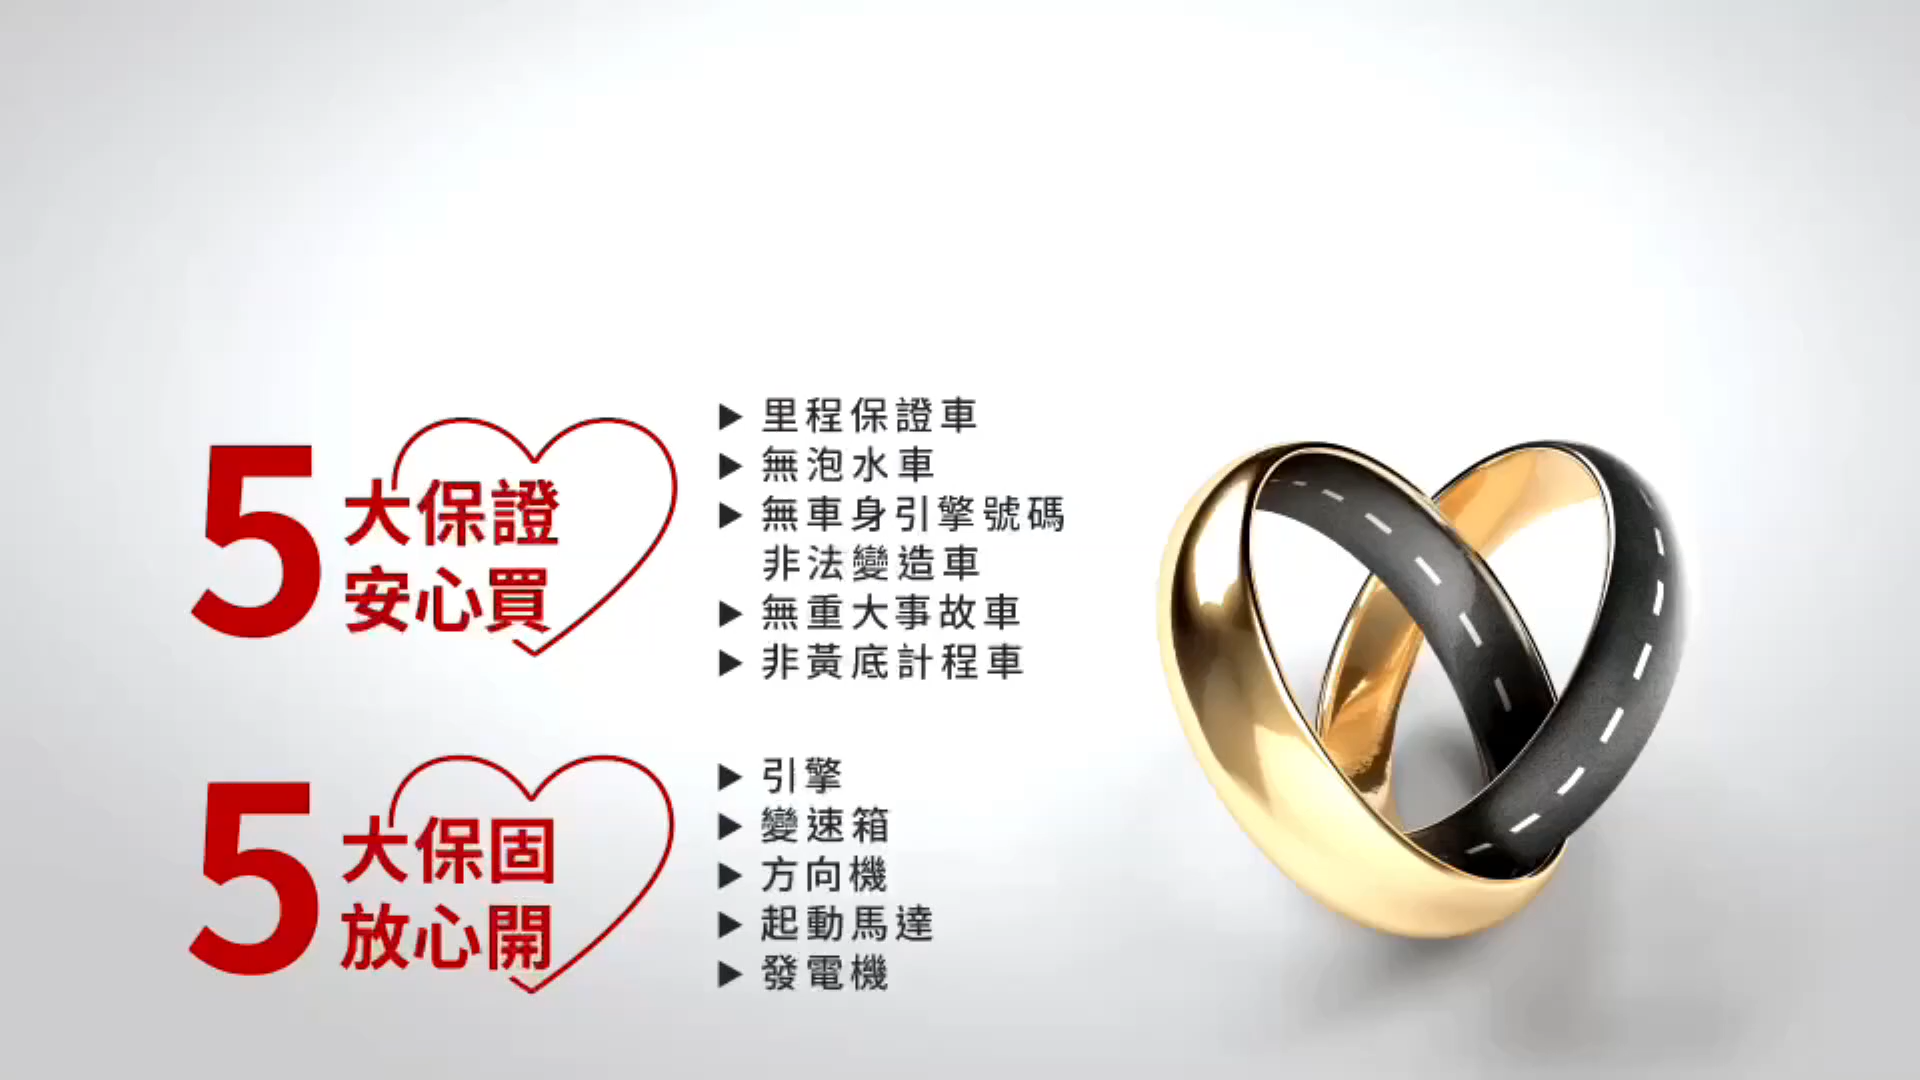 5大保證
安心買
▶ 里程保證車
▶ 無泡水車
▶ 無車身引擎號碼
非法變造車
▶ 無重大事故車
▶ 非黃底計程車
5大保固
放心開
▶ 引擎
▶ 變速箱
▶ 方向機
▶ 起動馬達
▶ 發電機